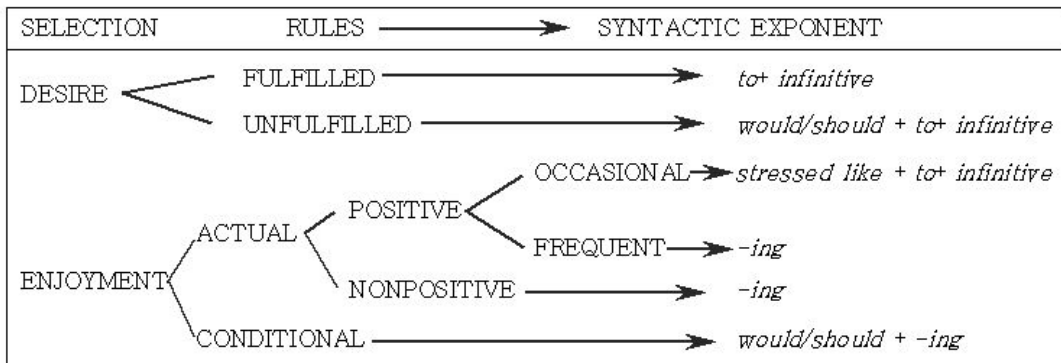 SELECTION RULES SYNTACTIC EXPONENT
FULFILLED to+ infinitive
DESIRE
UNFULFILLED would/should + to+ infinitive
OCCASIONAL stressed like + to+ infinitive
POSITIVE
ACTUAL
FREQUENT -ing
ENJOYMENT
NONPOSITIVE -ing
CONDITIONAL would/should + -ing